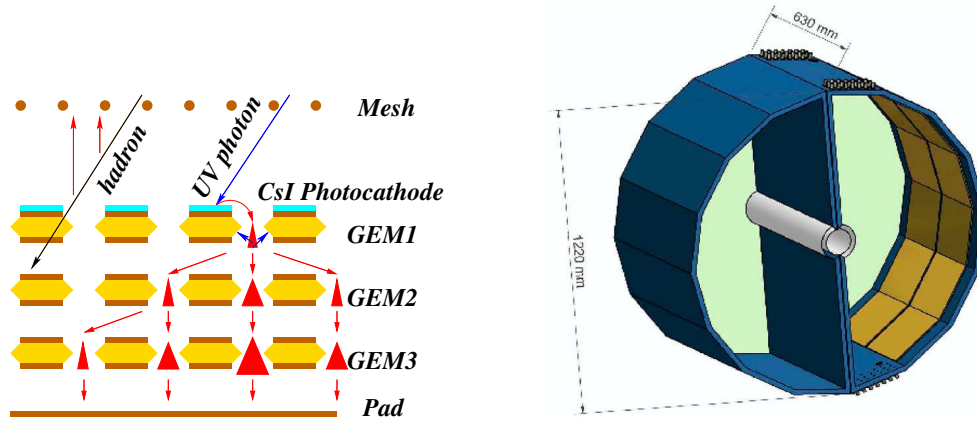 Mesh
hadron
UV photon
CsI Photocathode
GEM1
GEM2
GEM3
Pad
630 mm
1220 mm